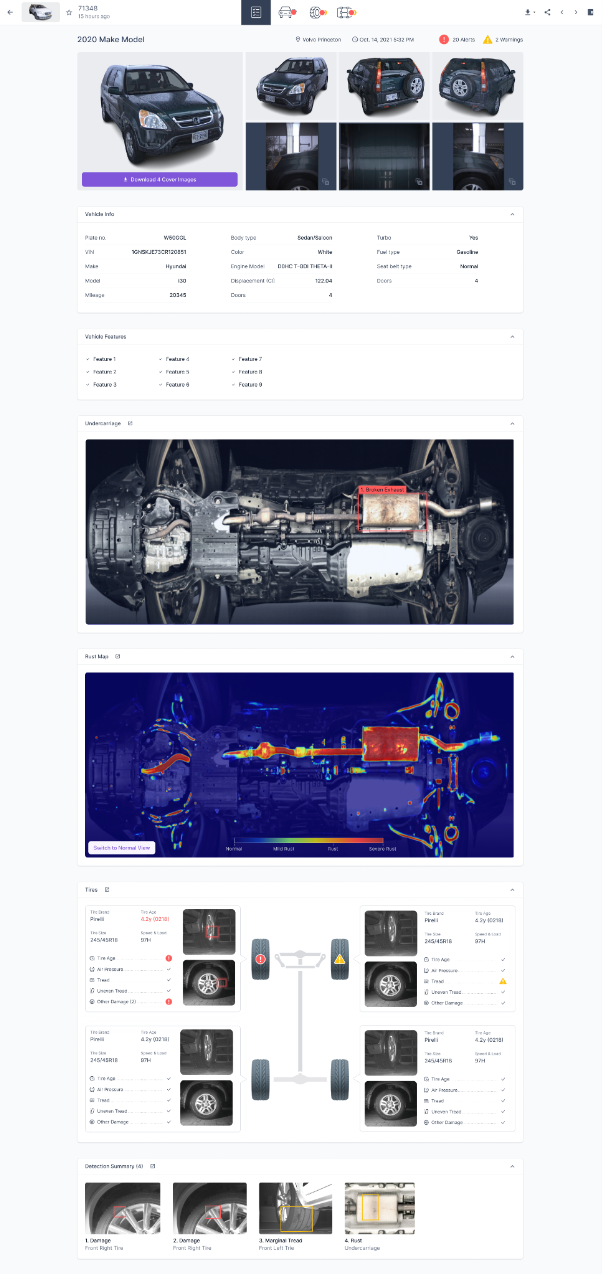 71348
15 hours ago
2020 Make Model
Volvo Princeton
Oct. 14, 2021 5:32 PM
20 Alerts
2 Warnings
Download 4 Cover Images
Vehicle Info
Plate no. W500GL
Body type Sedan/Saloon
Turbo Yes
VIN 1GNSKJE73CR120851
Color White
Fuel type Gasoline
Make Hyundai
Engine Model DOHC T-GDI THETA-II
Seat belt type Normal
Model i30
Displacement (CI) 122.04
Doors 4
Mileage 20345
Doors 4
Vehicle Features
Feature 1 Feature 4 Feature 7
Feature 2 Feature 5 Feature 8
Feature 3 Feature 6 Feature 9
Undercarriage
1. Broken Exhaust
Rust Map
Switch to Normal View
Normal Mild Rust Rust Severe Rust
Tires
Tire Brand Tire Age
Pirelli 4.2y (0216)
Tire Size Speed & Load
245/45R18 97H
Tire Age
Air Pressure
Tread
Uneven Tread
Other Damage (2)
Tire Brand Tire Age
Pirelli 4.2y (0216)
Tire Size Speed & Load
245/45R18 97H
Tire Age
Air Pressure
Tread
Uneven Tread
Other Damage
Tire Brand Tire Age
Pirelli 4.2y (0216)
Tire Size Speed & Load
245/45R18 97H
Tire Age
Air Pressure
Tread
Uneven Tread
Other Damage
Tire Brand Tire Age
Pirelli 4.2y (0216)
Tire Size Speed & Load
245/45R18 97H
Tire Age
Air Pressure
Tread
Uneven Tread
Other Damage
Detection Summary (4)
1. Damage
Front Right Tire
2. Damage
Front Right Tire
3. Marginal Tread
Front Left Tire
4. Rust
Undercarriage